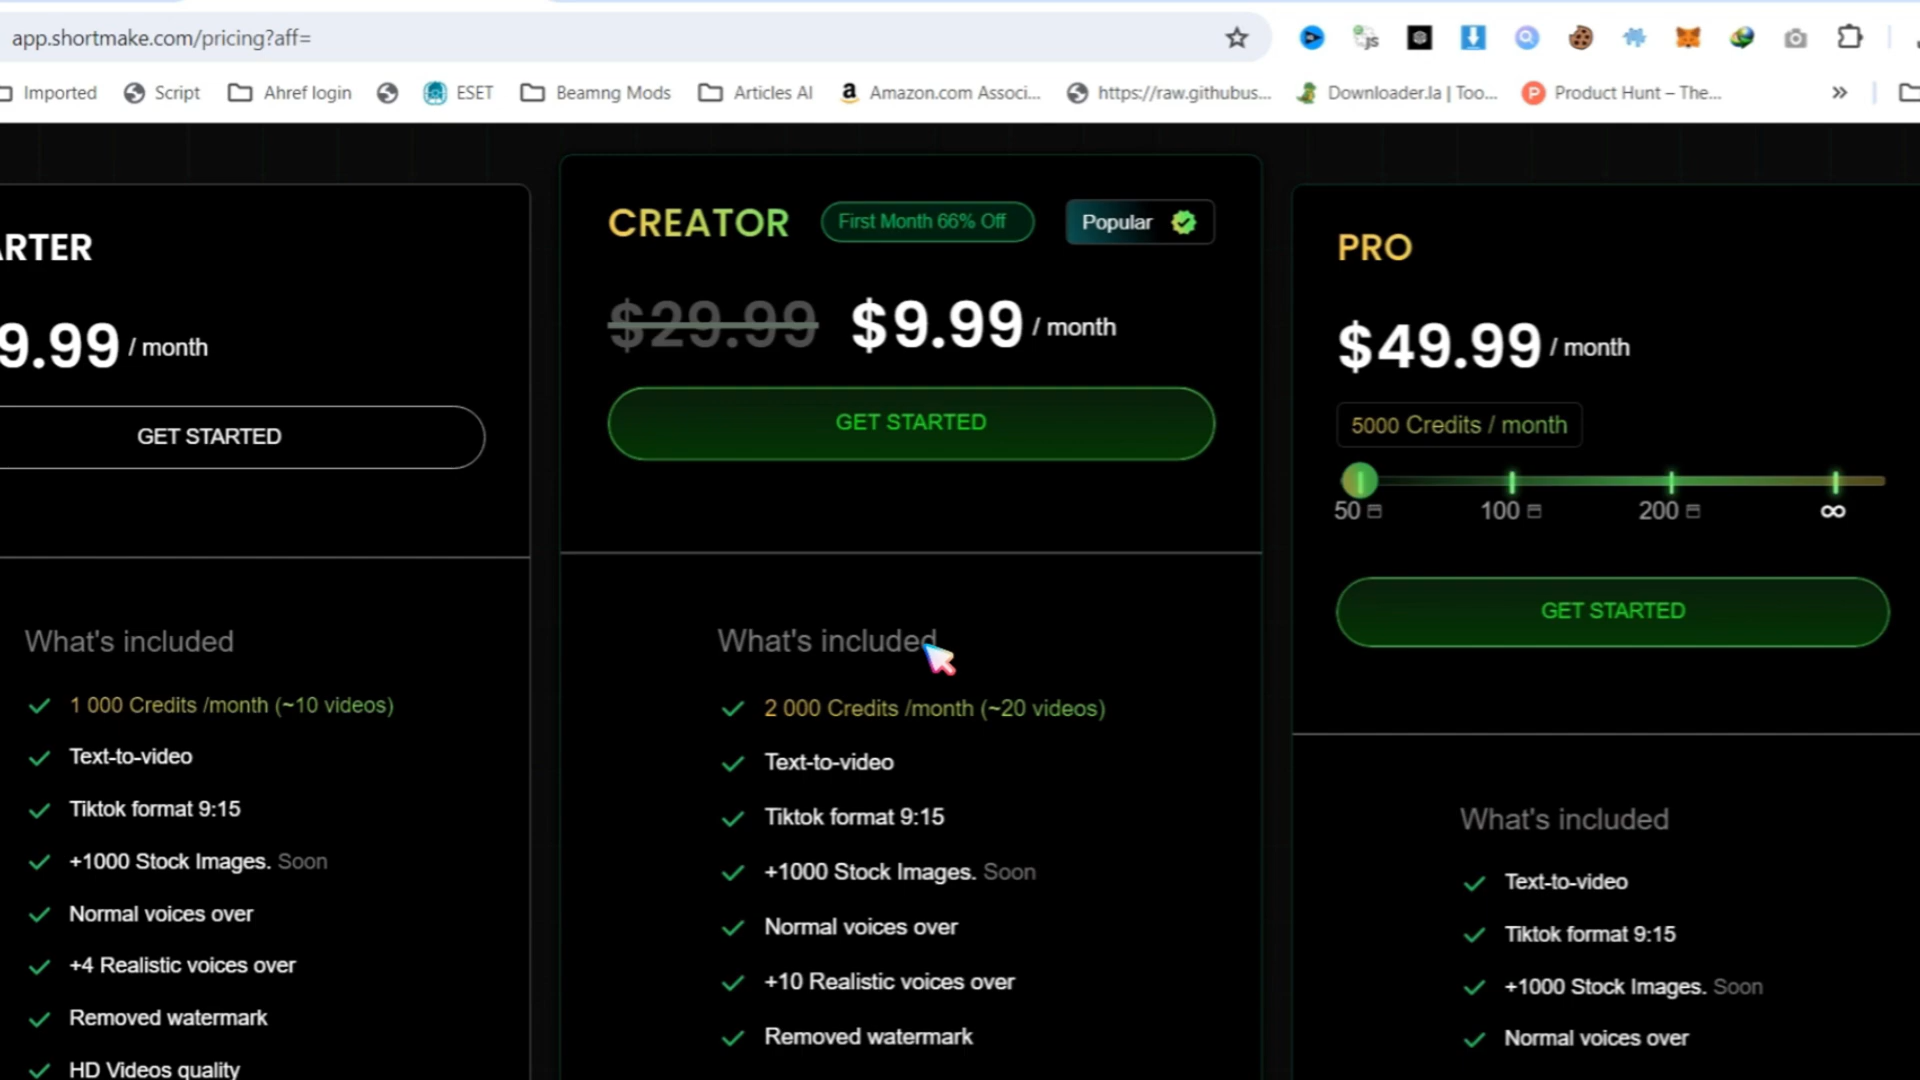 app.shortmake.com/pricing?aff=
Imported Script Ahref login ESET Beamng Mods Articles AI Amazon.com Associ... https://raw.githubus... Downloader.la | Too... Product Hunt – The... »
ARTER
9.99 / month
GET STARTED
What's included
1 000 Credits /month (~10 videos)
Text-to-video
Tiktok format 9:15
+1000 Stock Images. Soon
Normal voices over
+4 Realistic voices over
Removed watermark
HD Videos quality
CREATOR First Month 66% Off Popular
$29.99 $9.99 / month
GET STARTED
What's included
2 000 Credits /month (~20 videos)
Text-to-video
Tiktok format 9:15
+1000 Stock Images. Soon
Normal voices over
+10 Realistic voices over
Removed watermark
PRO
$49.99 / month
5000 Credits / month
50 100 200 ∞
GET STARTED
What's included
Text-to-video
Tiktok format 9:15
+1000 Stock Images. Soon
Normal voices over